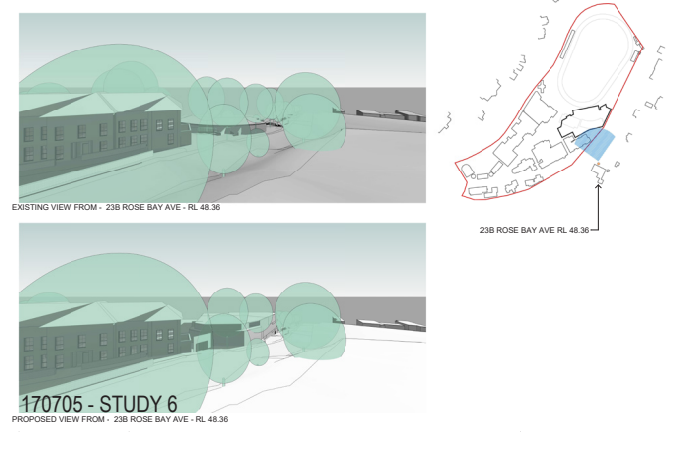 EXISTING VIEW FROM - 23B ROSE BAY AVE - RL 48.36
23B ROSE BAY AVE RL 48.36
170705 - STUDY 6
PROPOSED VIEW FROM - 23B ROSE BAY AVE - RL 48.36